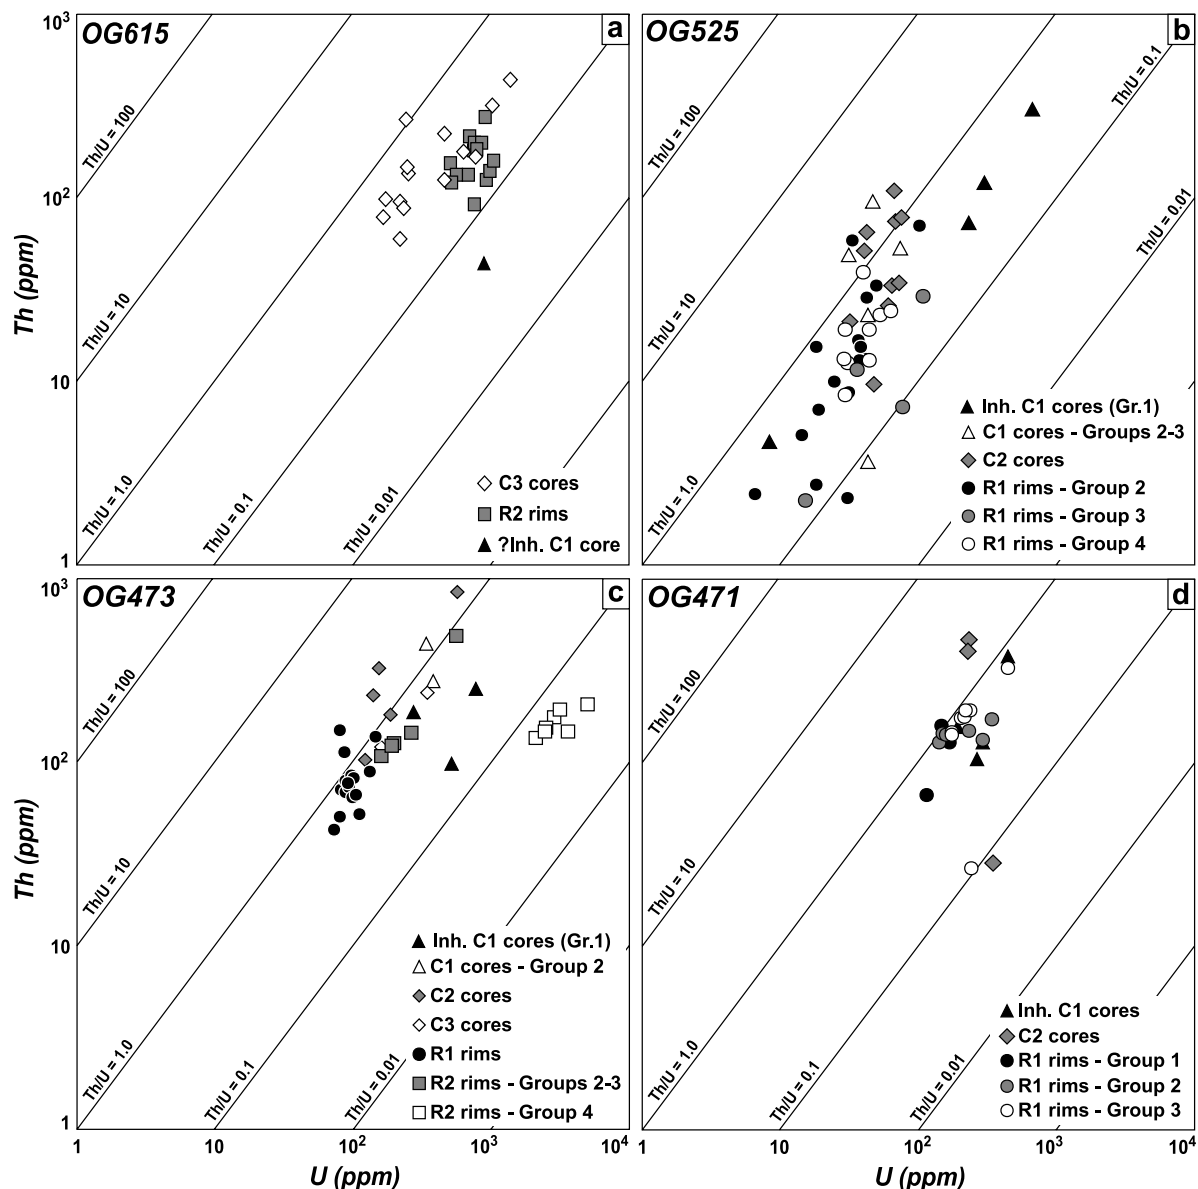 OG615
a
10³
10²
10
1
Th (ppm)
Th/U = 100
Th/U = 10
Th/U = 1.0
Th/U = 0.1
Th/U = 0.01
C3 cores
R2 rims
?Inh. C1 core
OG525
b
Th/U = 100
Th/U = 10
Th/U = 1.0
Th/U = 0.1
Th/U = 0.01
Inh. C1 cores (Gr.1)
C1 cores - Groups 2-3
C2 cores
R1 rims - Group 2
R1 rims - Group 3
R1 rims - Group 4
OG473
c
10³
10²
10
1
Th (ppm)
Th/U = 100
Th/U = 10
Th/U = 1.0
Th/U = 0.1
Th/U = 0.01
Inh. C1 cores (Gr.1)
C1 cores - Group 2
C2 cores
C3 cores
R1 rims
R2 rims - Groups 2-3
R2 rims - Group 4
1 10 10² 10³ 10⁴
U (ppm)
OG471
d
Th/U = 100
Th/U = 10
Th/U = 1.0
Th/U = 0.1
Th/U = 0.01
Inh. C1 cores
C2 cores
R1 rims - Group 1
R1 rims - Group 2
R1 rims - Group 3
1 10 10² 10³ 10⁴
U (ppm)